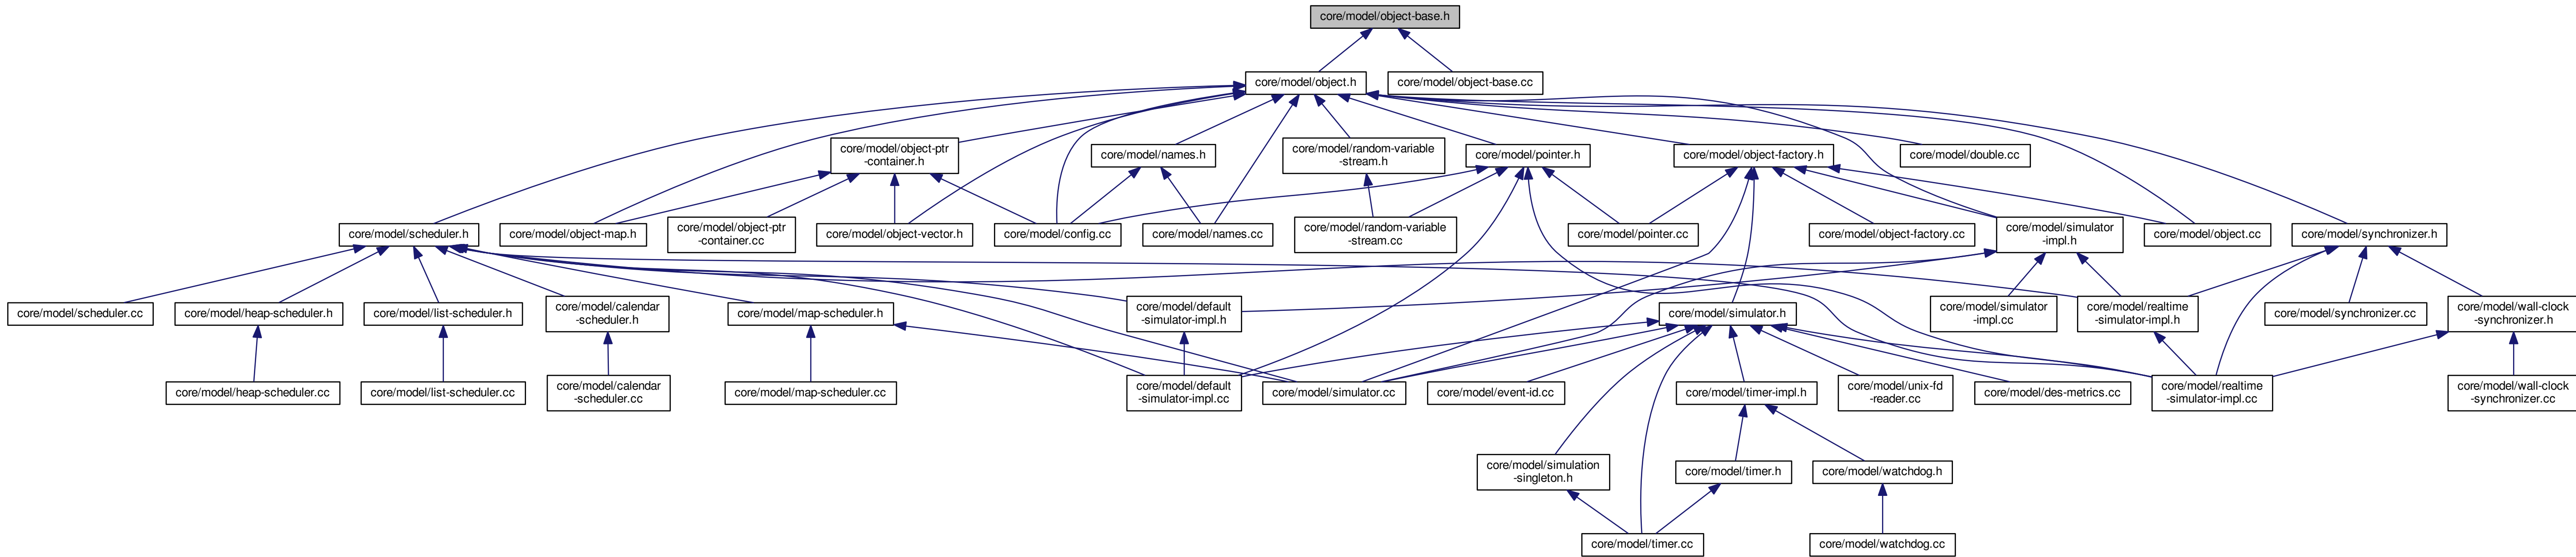 core/model/object-base.h
core/model/object.h
core/model/object-base.cc
core/model/object-ptr
-container.h
core/model/names.h
core/model/random-variable
-stream.h
core/model/pointer.h
core/model/object-factory.h
core/model/double.cc
core/model/scheduler.h
core/model/object-map.h
core/model/object-ptr
-container.cc
core/model/object-vector.h
core/model/config.cc
core/model/names.cc
core/model/random-variable
-stream.cc
core/model/pointer.cc
core/model/object-factory.cc
core/model/simulator
-impl.h
core/model/object.cc
core/model/synchronizer.h
core/model/scheduler.cc
core/model/heap-scheduler.h
core/model/list-scheduler.h
core/model/calendar
-scheduler.h
core/model/map-scheduler.h
core/model/default
-simulator-impl.h
core/model/simulator.h
core/model/simulator
-impl.cc
core/model/realtime
-simulator-impl.h
core/model/synchronizer.cc
core/model/wall-clock
-synchronizer.h
core/model/heap-scheduler.cc
core/model/list-scheduler.cc
core/model/calendar
-scheduler.cc
core/model/map-scheduler.cc
core/model/default
-simulator-impl.cc
core/model/simulator.cc
core/model/event-id.cc
core/model/timer-impl.h
core/model/unix-fd
-reader.cc
core/model/des-metrics.cc
core/model/realtime
-simulator-impl.cc
core/model/wall-clock
-synchronizer.cc
core/model/simulation
-singleton.h
core/model/timer.h
core/model/watchdog.h
core/model/timer.cc
core/model/watchdog.cc